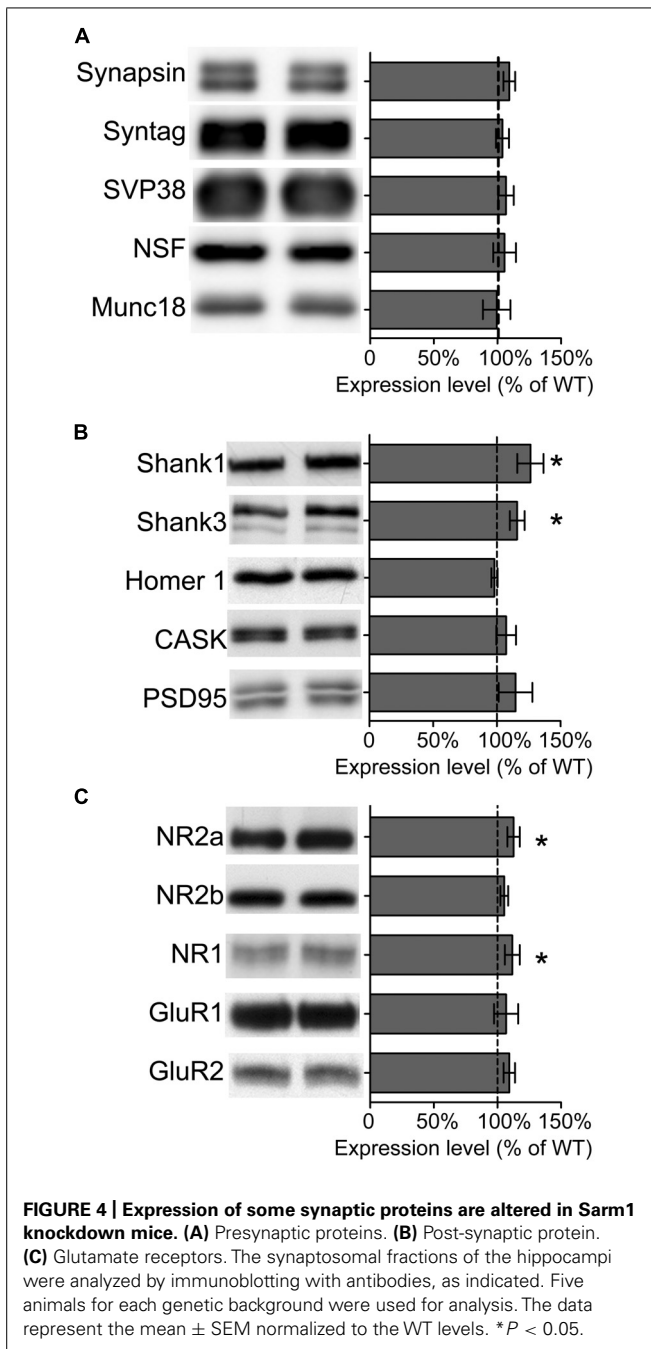 A
Synapsin
Syntag
SVP38
NSF
Munc18
0 50% 100% 150%
Expression level (% of WT)
B
Shank1 *
Shank3 *
Homer 1
CASK
PSD95
0 50% 100% 150%
Expression level (% of WT)
C
NR2a *
NR2b
NR1 *
GluR1
GluR2
0 50% 100% 150%
Expression level (% of WT)
FIGURE 4 | Expression of some synaptic proteins are altered in Sarm1
knockdown mice. (A) Presynaptic proteins. (B) Post-synaptic protein.
(C) Glutamate receptors. The synaptosomal fractions of the hippocampi
were analyzed by immunoblotting with antibodies, as indicated. Five
animals for each genetic background were used for analysis. The data
represent the mean ± SEM normalized to the WT levels. *P < 0.05.